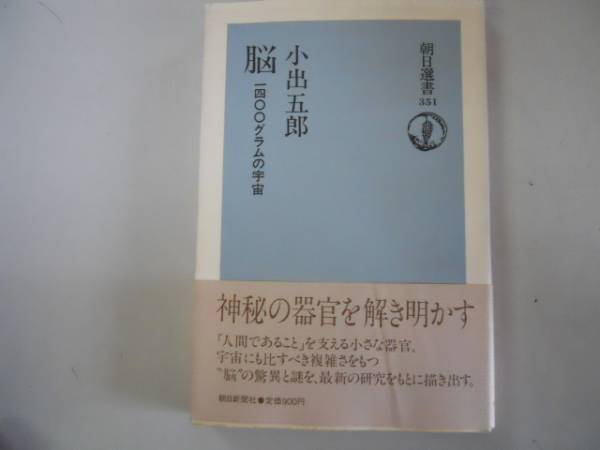 朝日選書
351
小出五郎
脳
一四〇〇グラムの宇宙
神秘の器官を解き明かす
「人間であること」を支える小さな器官、
宇宙にも比すべき複雑さをもつ
〝脳〟の驚異と謎を、最新の研究をもとに描き出す。
朝日新聞社●定価900円